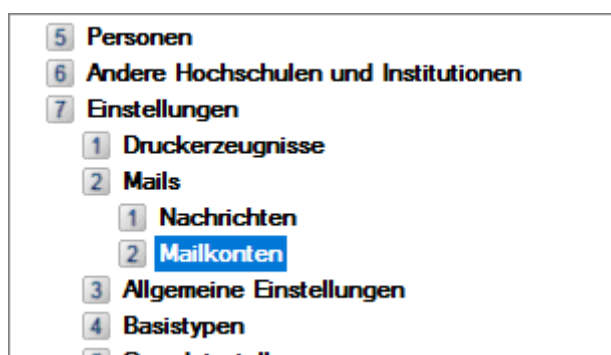 5 Personen
6 Andere Hochschulen und Institutionen
7 Einstellungen
1 Druckerzeugnisse
2 Mails
1 Nachrichten
2 Mailkonten
3 Allgemeine Einstellungen
4 Basistypen